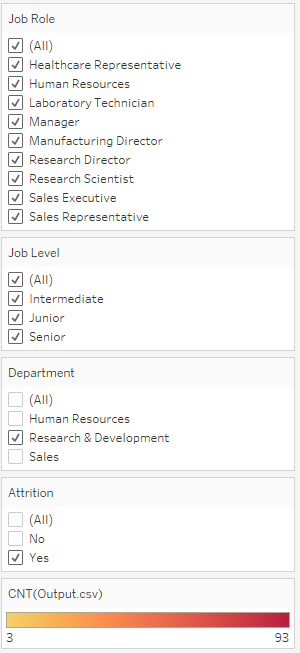 Job Role
(All)
Healthcare Representative
Human Resources
Laboratory Technician
Manager
Manufacturing Director
Research Director
Research Scientist
Sales Executive
Sales Representative
Job Level
(All)
Intermediate
Junior
Senior
Department
(All)
Human Resources
Research & Development
Sales
Attrition
(All)
No
Yes
CNT(Output.csv)
3 93